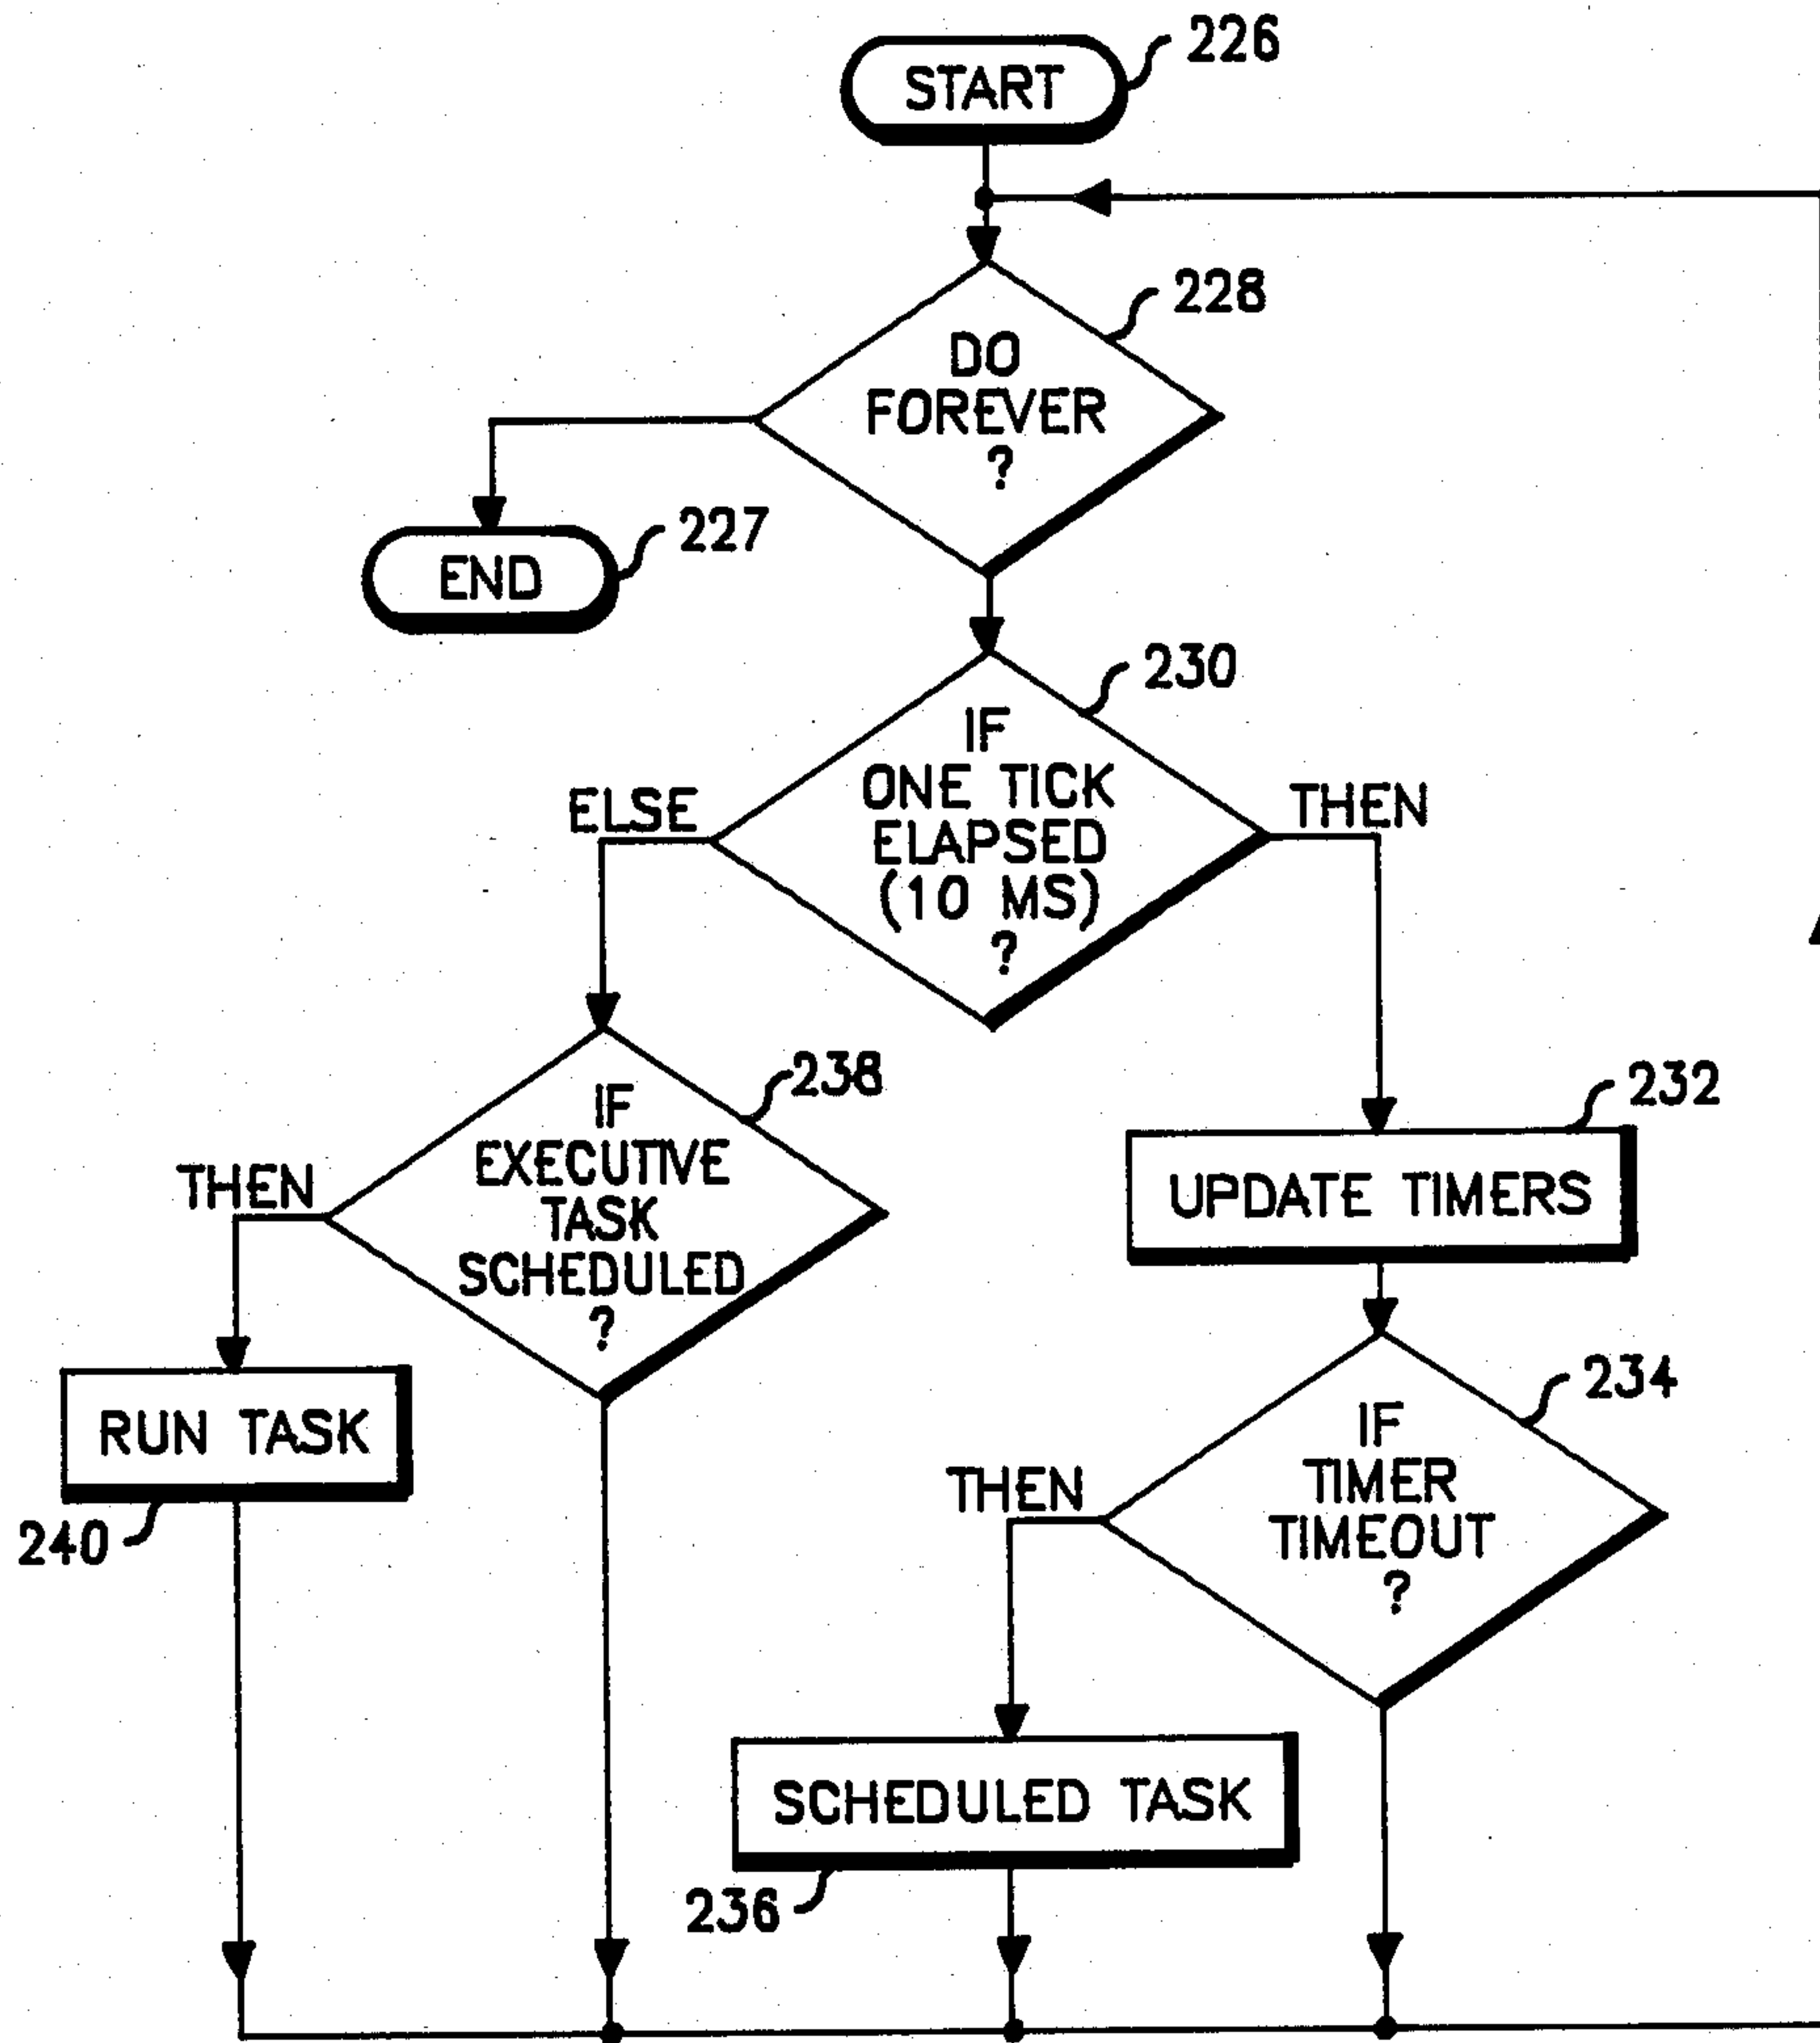 START
226
DO
FOREVER
?
228
END
227
IF
ONE TICK
ELAPSED
(10 MS)
?
230
ELSE
THEN
IF
EXECUTIVE
TASK
SCHEDULED
?
238
THEN
UPDATE TIMERS
232
RUN TASK
240
IF
TIMER
TIMEOUT
?
234
THEN
SCHEDULED TASK
236